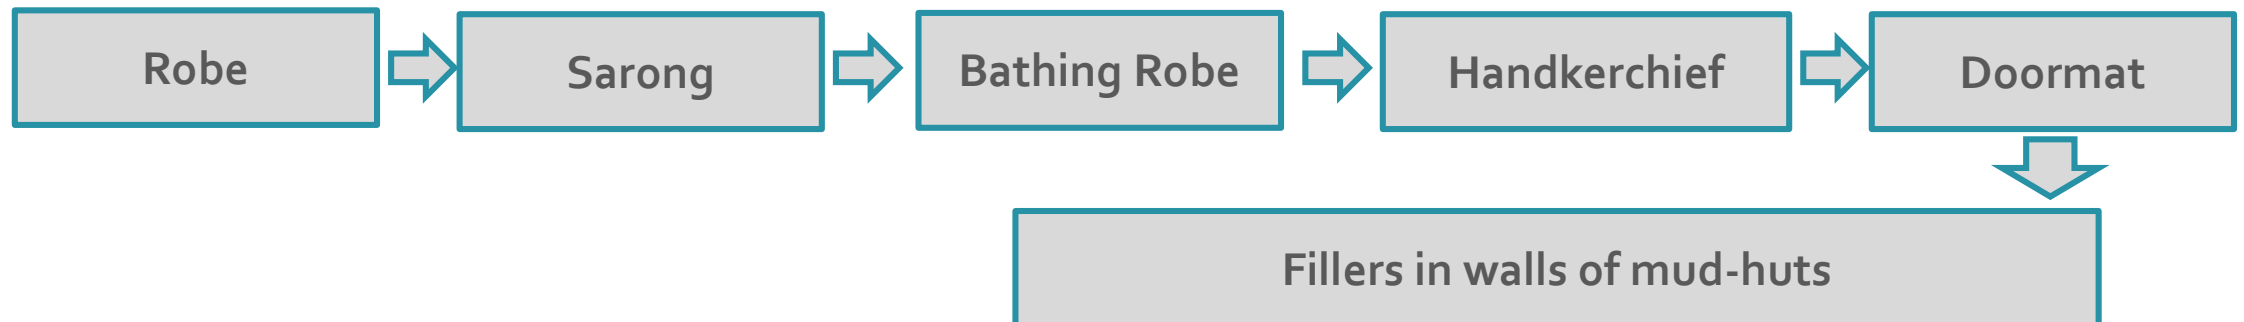 Robe
Sarong
Bathing Robe
Handkerchief
Doormat
Fillers in walls of mud-huts